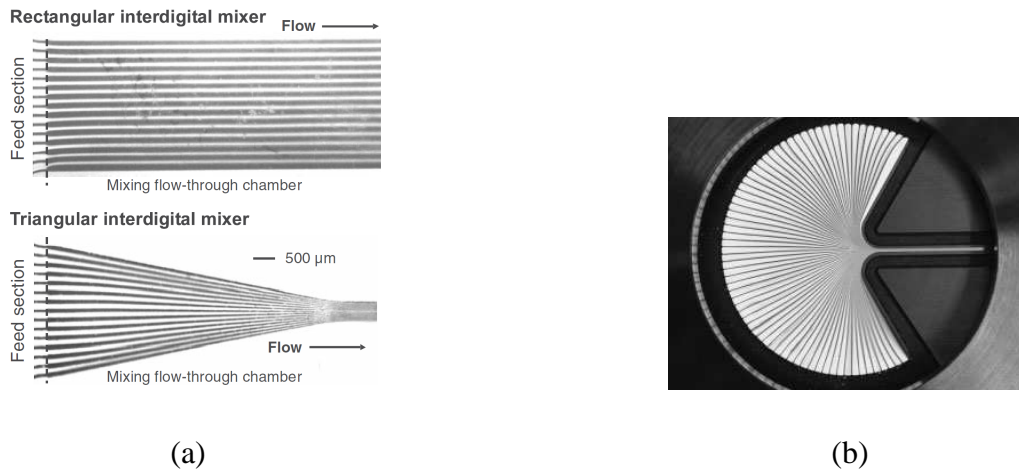 Rectangular interdigital mixer
Flow
Feed section
Mixing flow-through chamber
Triangular interdigital mixer
500 μm
Feed section
Flow
Mixing flow-through chamber
(a)
(b)